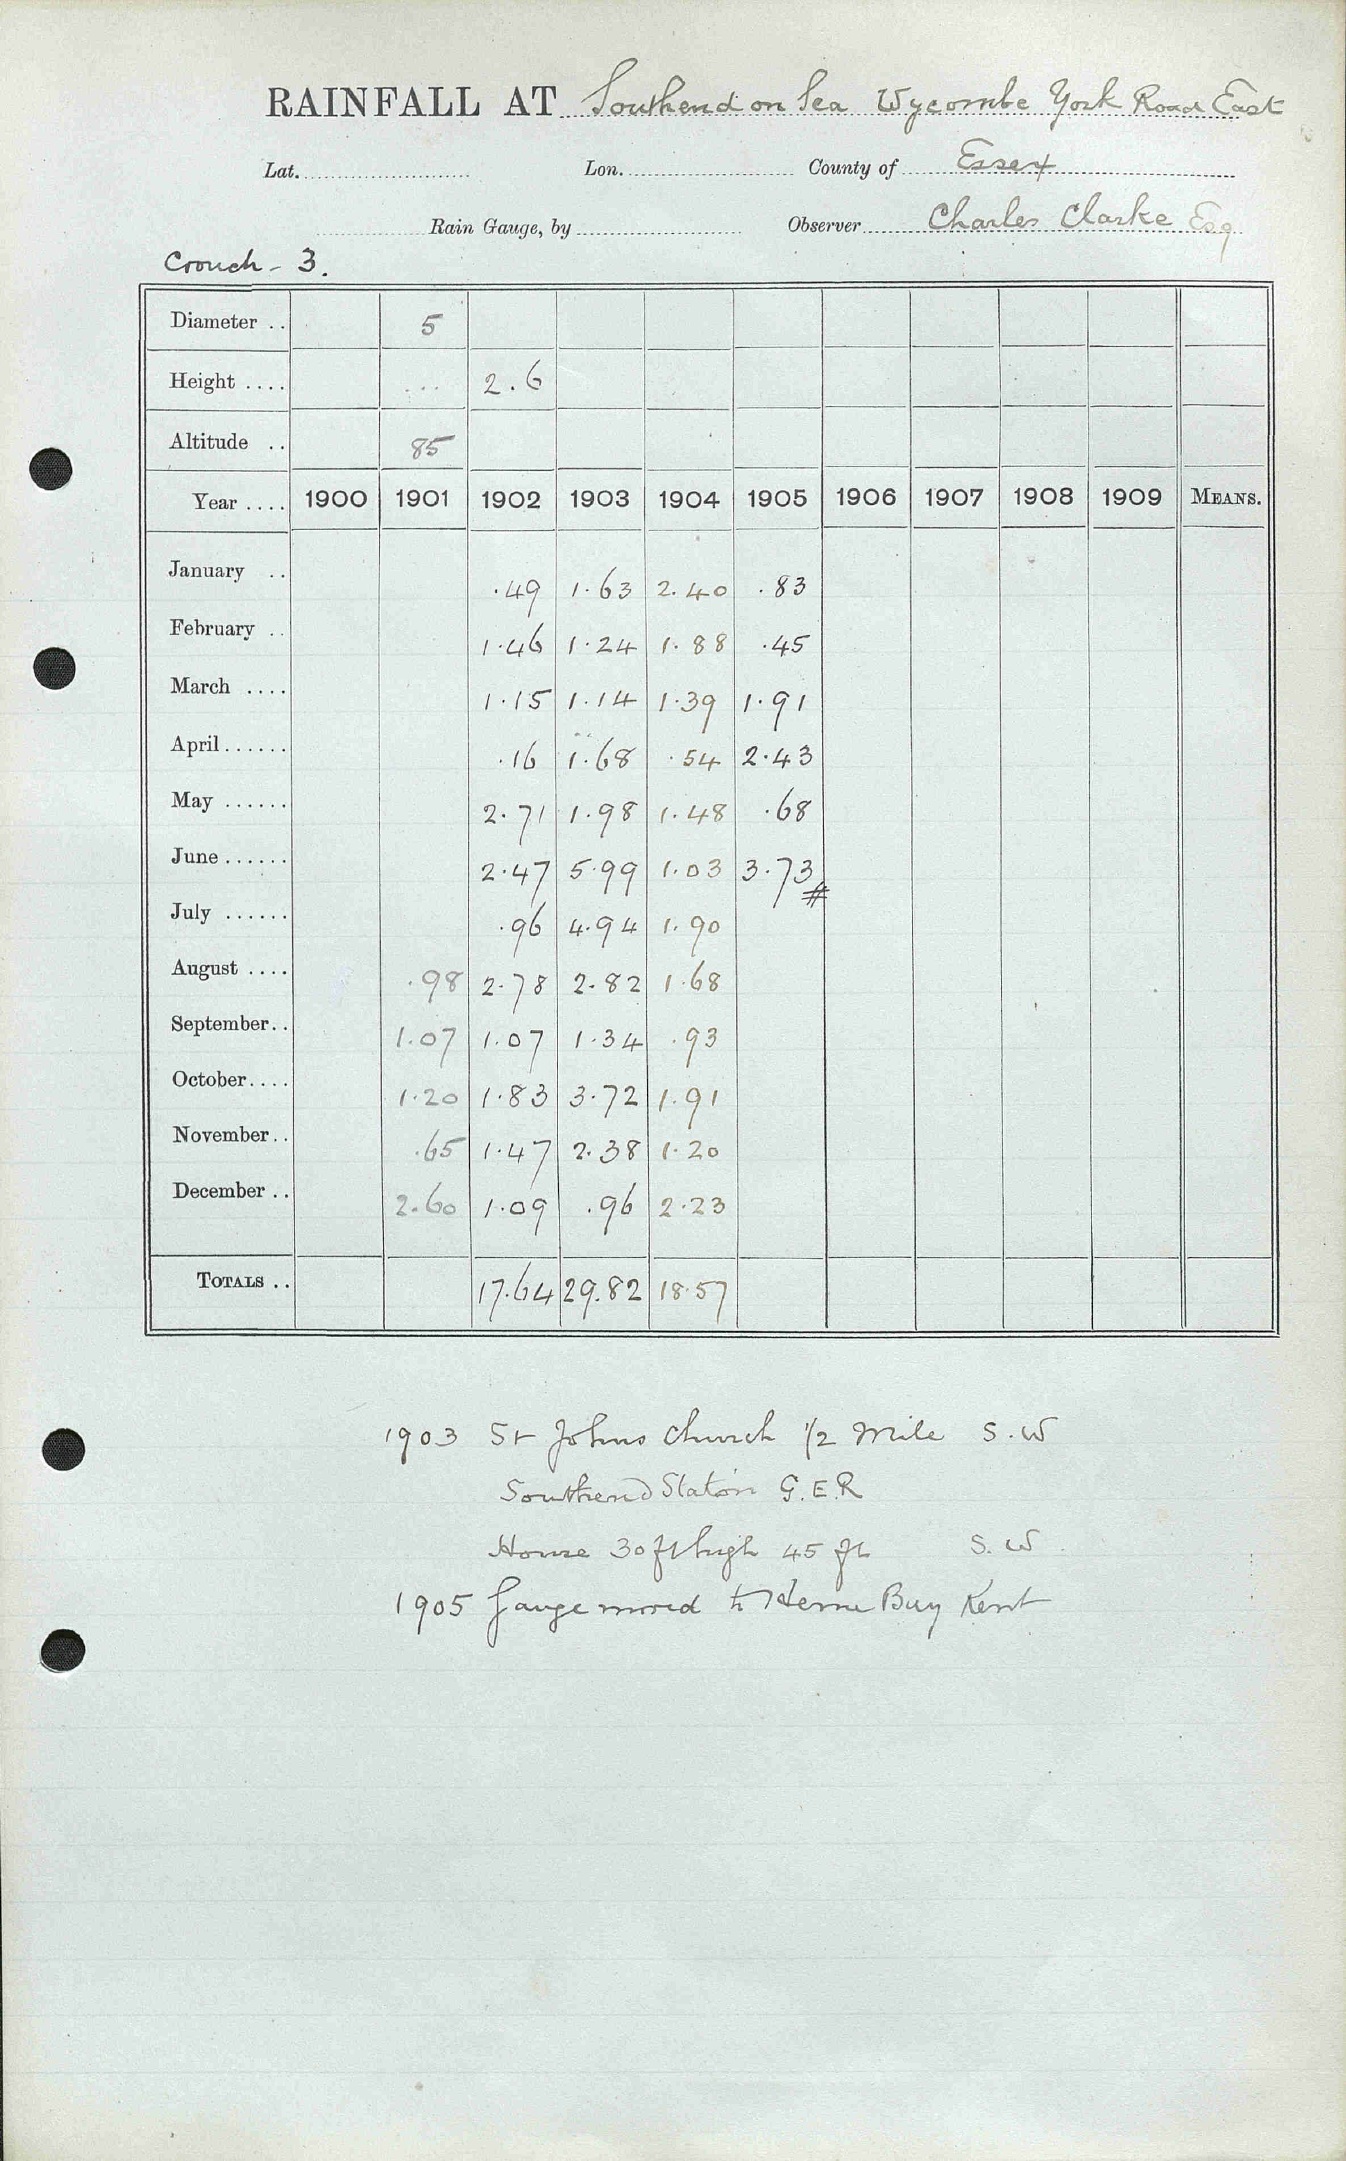 RAINFALL AT Southend on Sea Wycombe York Road East
Lat. Lon. County of Essex
Rain Gauge, by Observer Charles Clarke Esq
Crouch - 3.
Diameter .. 5
Height .... ... 2.6
Altitude .. 85
Year .... 1900 1901 1902 1903 1904 1905 1906 1907 1908 1909 MEANS.
January .. .49 1.63 2.40 .83
February .. 1.46 1.24 1.88 .45
March .... 1.15 1.14 1.39 1.91
April ...... .16 1.68 .54 2.43
May ...... 2.71 1.98 1.48 .68
June ...... 2.47 5.99 1.03 3.73 #
July ...... .96 4.94 1.90
August .... .98 2.78 2.82 1.68
September .. 1.07 1.07 1.34 .93
October .... 1.20 1.83 3.72 1.91
November .. .65 1.47 2.38 1.20
December .. 2.60 1.09 .96 2.23
TOTALS .. 17.64 29.82 18.57
1903 St Johns Church 1/2 Mile S.W
Southend Station G.E.R
House 30 ft high 45 ft S.W
1905 Gauge moved to Herne Bay Kent